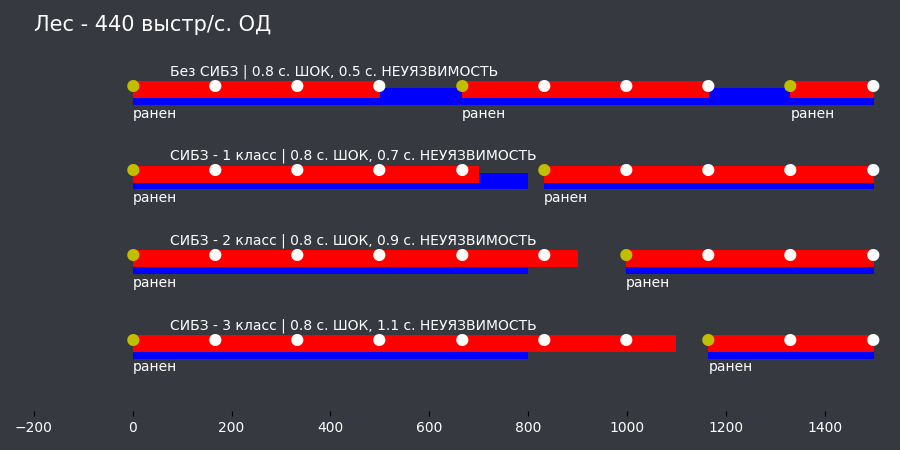 Лес - 440 выстр/с. ОД
Без СИБЗ | 0.8 с. ШОК, 0.5 с. НЕУЯЗВИМОСТЬ
ранен ранен ранен
СИБЗ - 1 класс | 0.8 с. ШОК, 0.7 с. НЕУЯЗВИМОСТЬ
ранен ранен
СИБЗ - 2 класс | 0.8 с. ШОК, 0.9 с. НЕУЯЗВИМОСТЬ
ранен ранен
СИБЗ - 3 класс | 0.8 с. ШОК, 1.1 с. НЕУЯЗВИМОСТЬ
ранен ранен
−200 0 200 400 600 800 1000 1200 1400